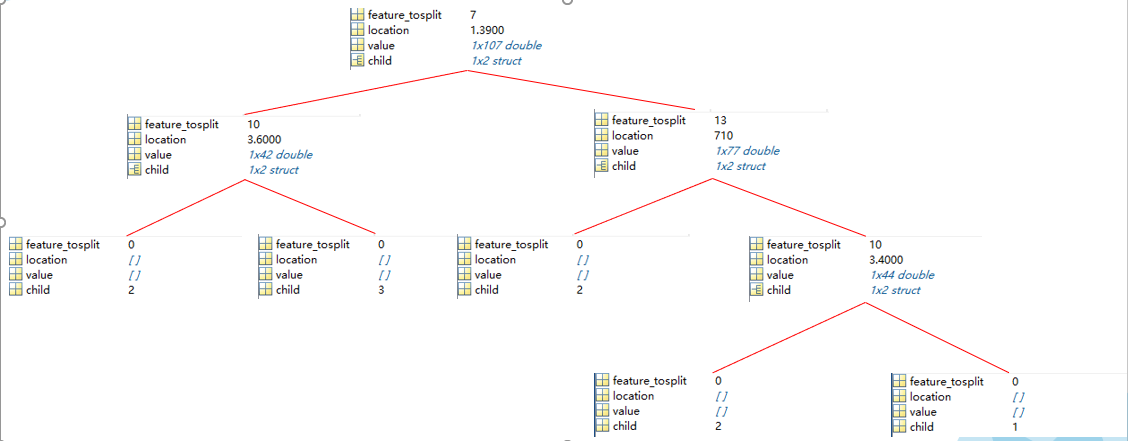 feature_tosplit 7
location 1.3900
value 1x107 double
child 1x2 struct
feature_tosplit 10
location 3.6000
value 1x42 double
child 1x2 struct
feature_tosplit 13
location 710
value 1x77 double
child 1x2 struct
feature_tosplit 0
location []
value []
child 2
feature_tosplit 0
location []
value []
child 3
feature_tosplit 0
location []
value []
child 2
feature_tosplit 10
location 3.4000
value 1x44 double
child 1x2 struct
feature_tosplit 0
location []
value []
child 2
feature_tosplit 0
location []
value []
child 1